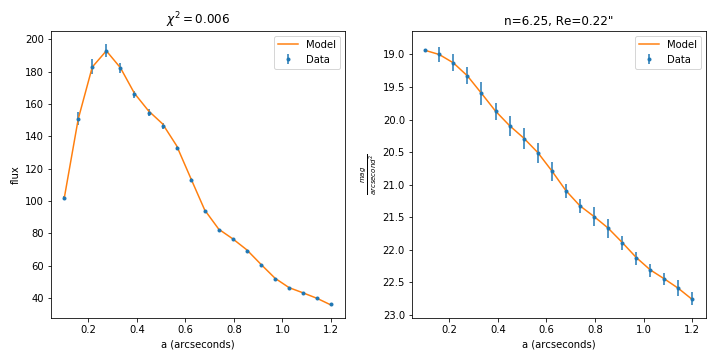 χ² = 0.006
Model
Data
200
180
160
140
120
100
80
60
40
flux
0.2 0.4 0.6 0.8 1.0 1.2
a (arcseconds)
n=6.25, Re=0.22"
Model
Data
19.0
19.5
20.0
20.5
21.0
21.5
22.0
22.5
23.0
mag
arcsecond²
0.2 0.4 0.6 0.8 1.0 1.2
a (arcseconds)